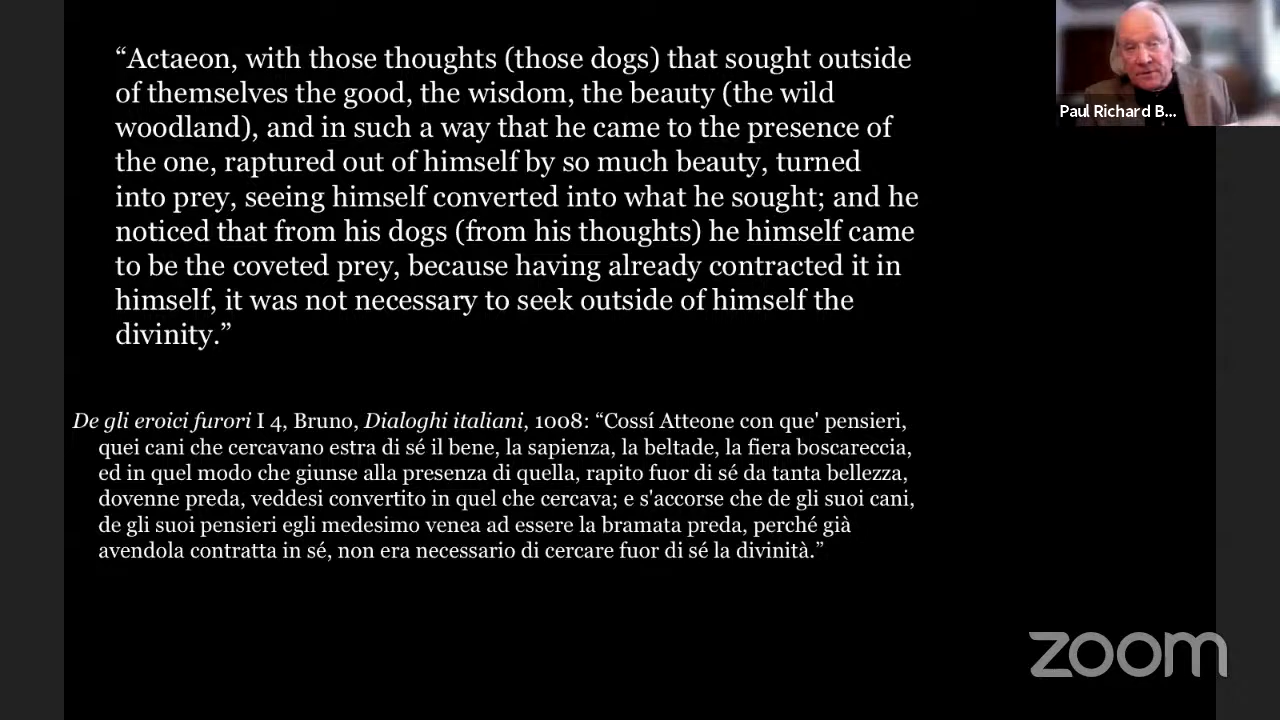 “Actaeon, with those thoughts (those dogs) that sought outside
of themselves the good, the wisdom, the beauty (the wild
woodland), and in such a way that he came to the presence of
the one, raptured out of himself by so much beauty, turned
into prey, seeing himself converted into what he sought; and he
noticed that from his dogs (from his thoughts) he himself came
to be the coveted prey, because having already contracted it in
himself, it was not necessary to seek outside of himself the
divinity.”
De gli eroici furori I 4, Bruno, Dialoghi italiani, 1008: “Cossí Atteone con que' pensieri,
quei cani che cercavano estra di sé il bene, la sapienza, la beltade, la fiera boscareccia,
ed in quel modo che giunse alla presenza di quella, rapito fuor di sé da tanta bellezza,
dovenne preda, veddesi convertito in quel che cercava; e s'accorse che de gli suoi cani,
de gli suoi pensieri egli medesimo venea ad essere la bramata preda, perché già
avendola contratta in sé, non era necessario di cercare fuor di sé la divinità.”
Paul Richard B...
zoom